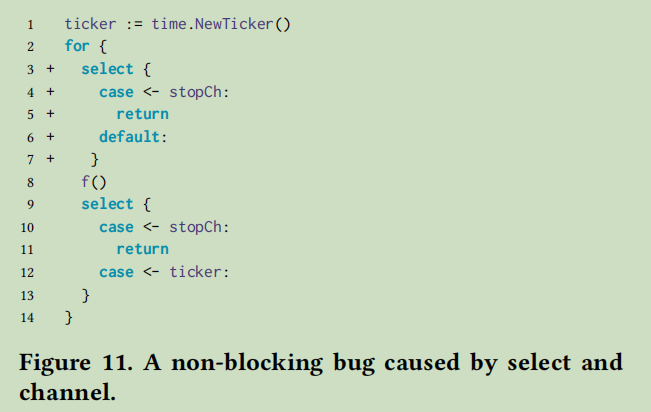 1 ticker := time.NewTicker()
2 for {
3 + select {
4 + case <- stopCh:
5 + return
6 + default:
7 + }
8 f()
9 select {
10 case <- stopCh:
11 return
12 case <- ticker:
13 }
14 }
Figure 11. A non-blocking bug caused by select and
channel.